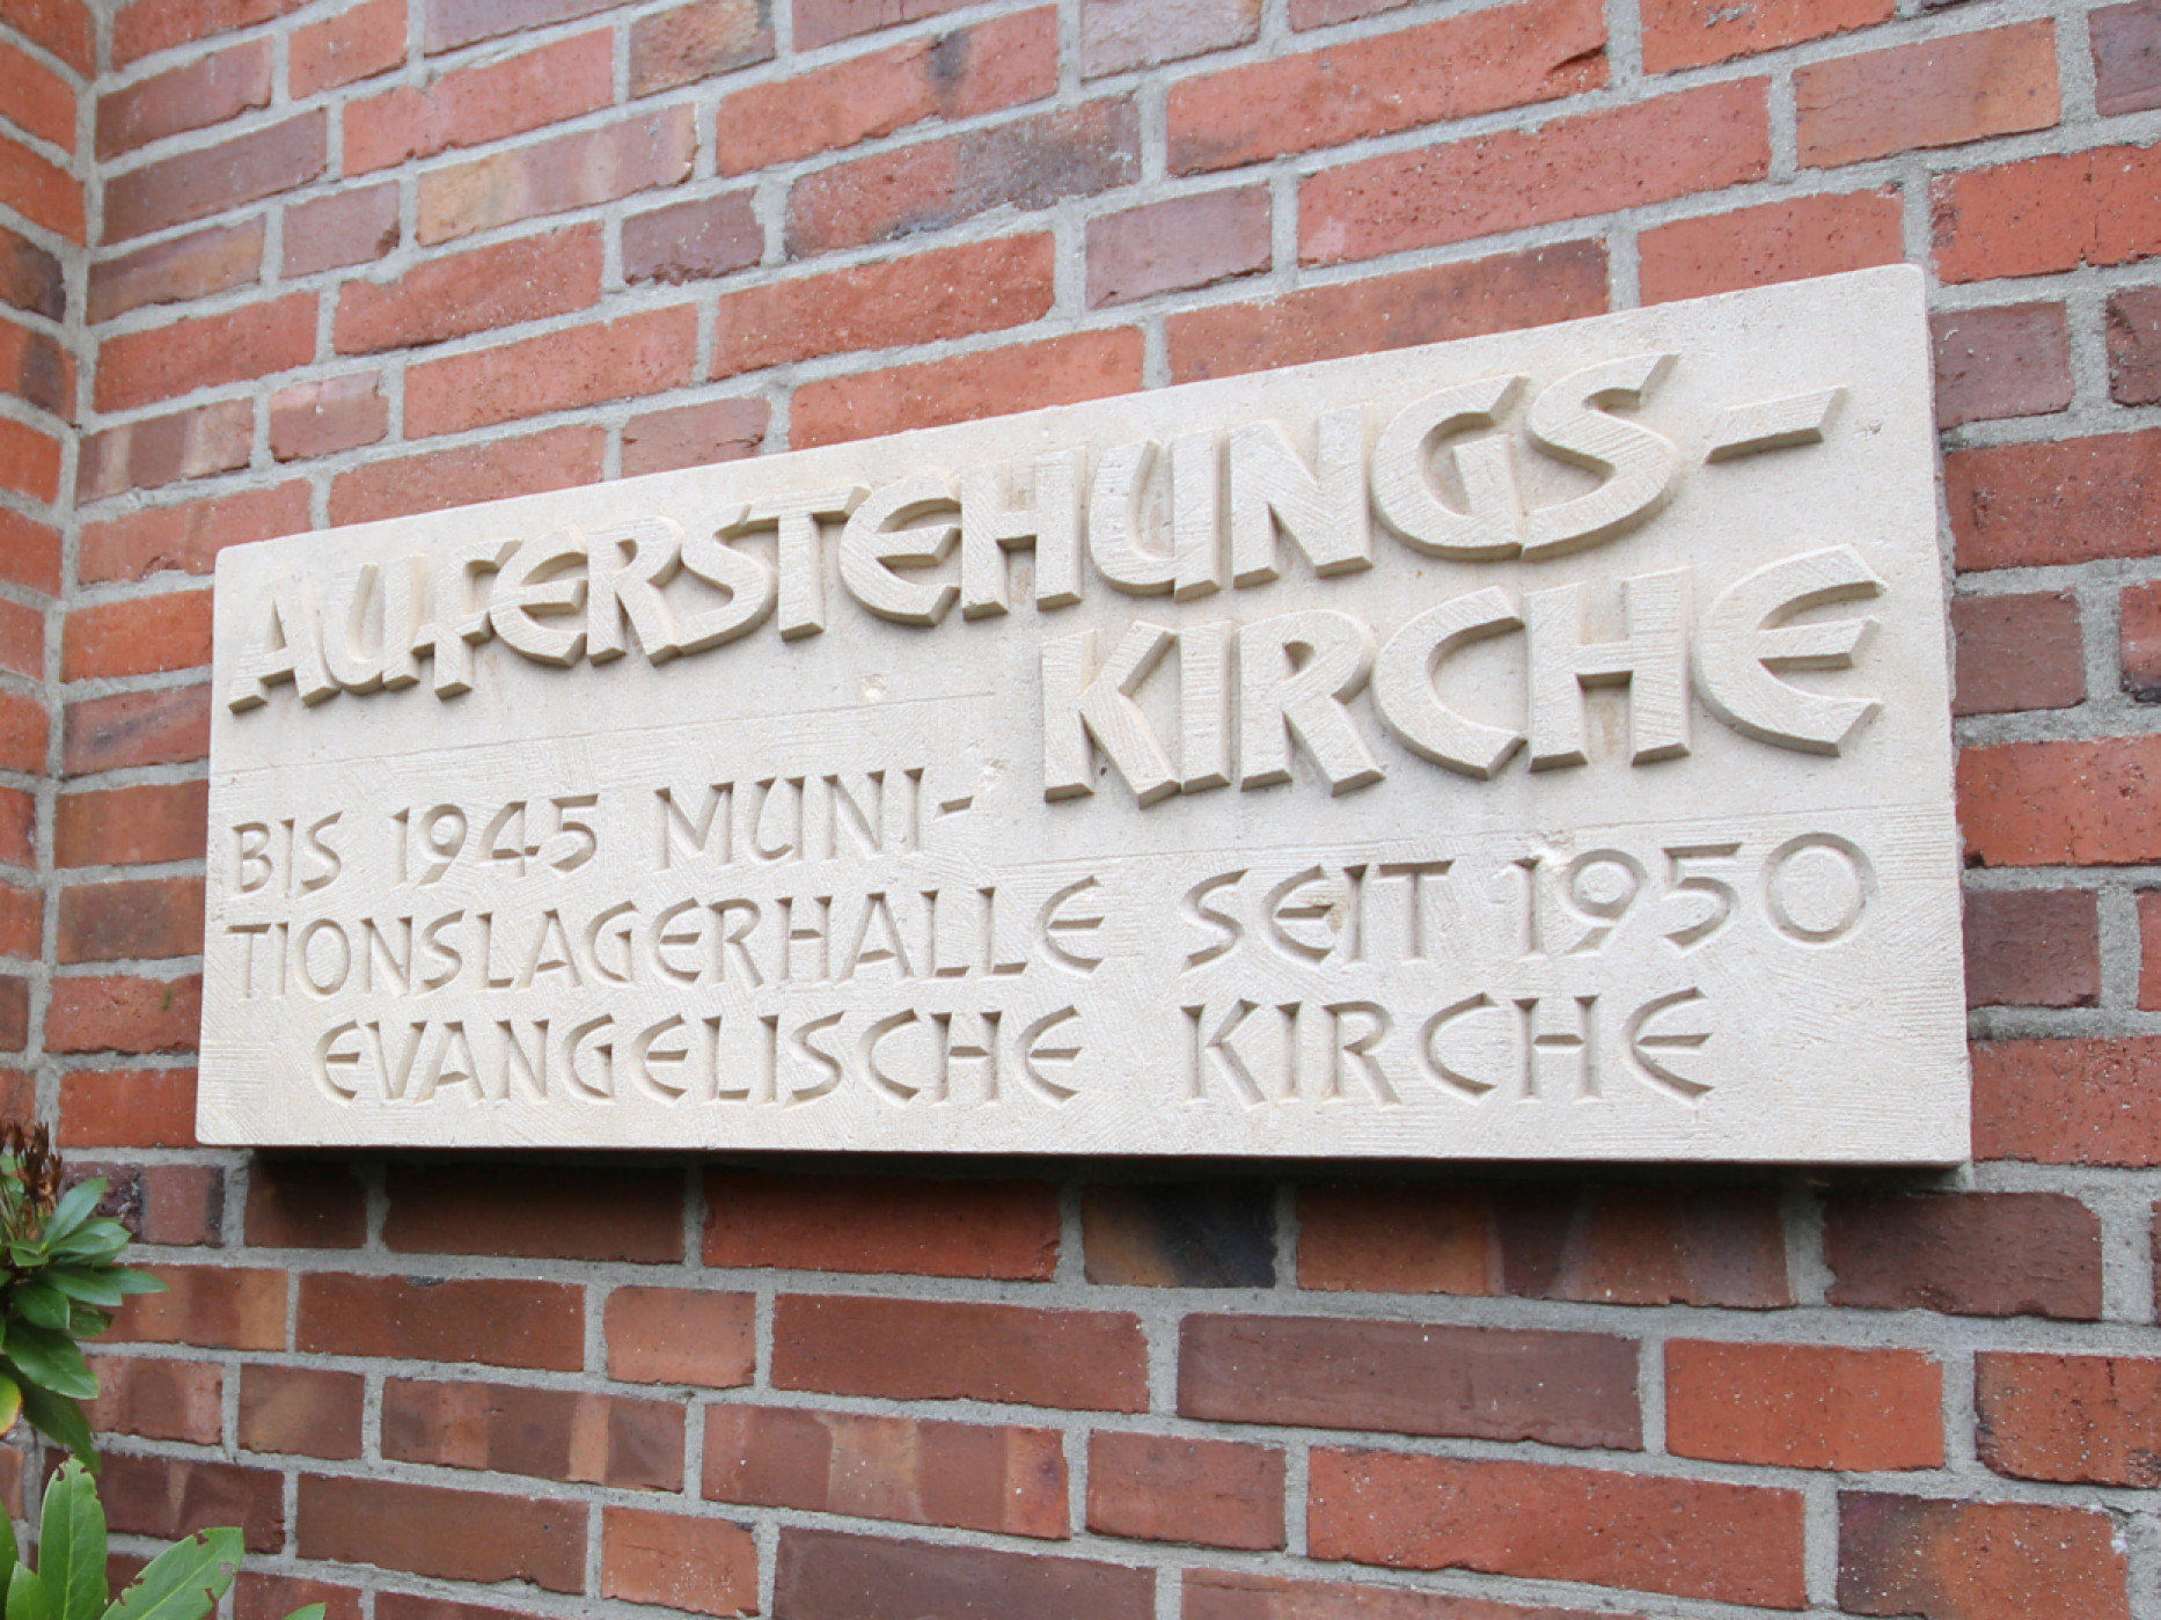 AUFERSTEHUNGS-
KIRCHE
BIS 1945 MUNI-
TIONSLAGERHALLE SEIT 1950
EVANGELISCHE KIRCHE